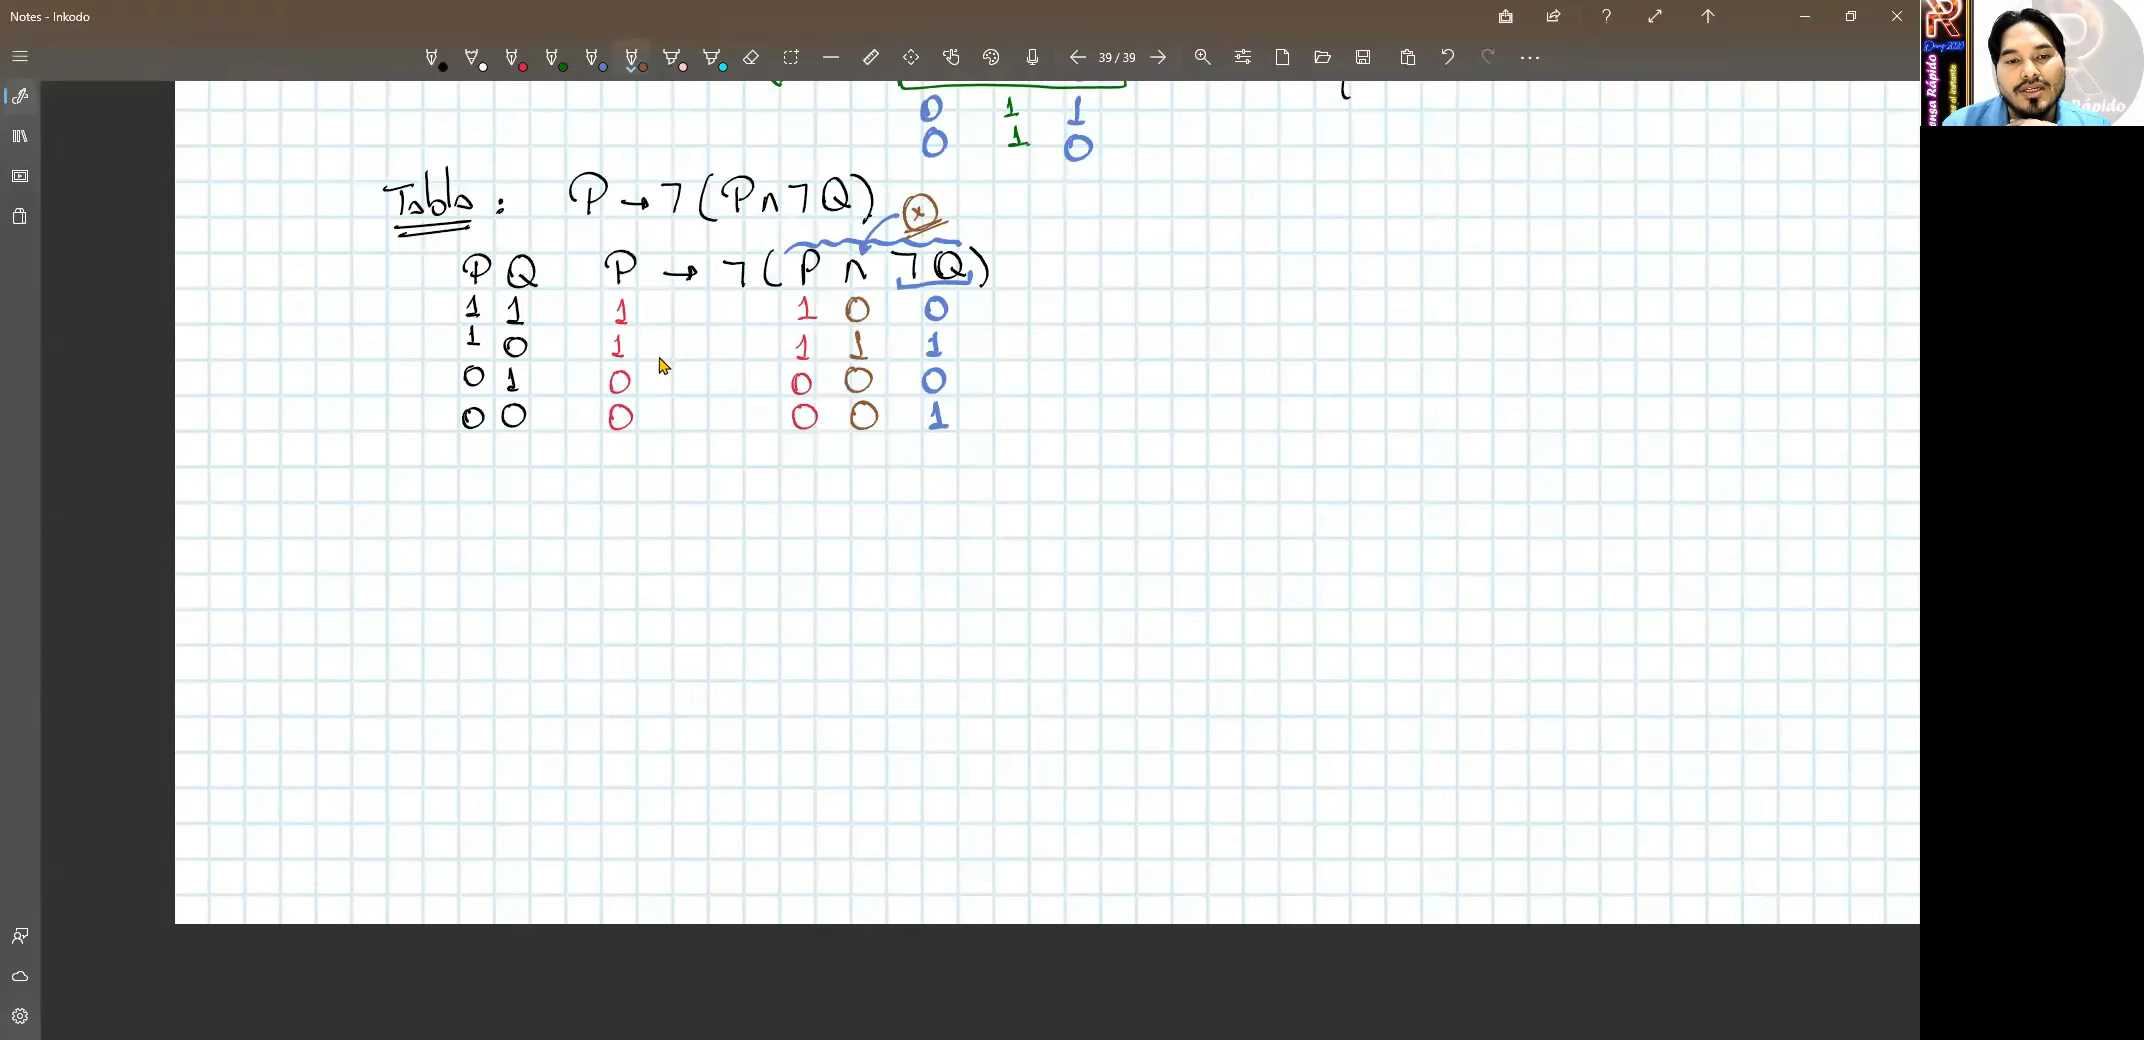 Notes - Inkodo
39 / 39
0 1 1
0 1 0
Tabla : P → ¬ ( P ∧ ¬ Q )
x
P Q P → ¬ ( P ∧ ¬ Q )
1 1 1 1 0 0
1 0 1 1 1 1
0 1 0 0 0 0
0 0 0 0 0 1
Rápido